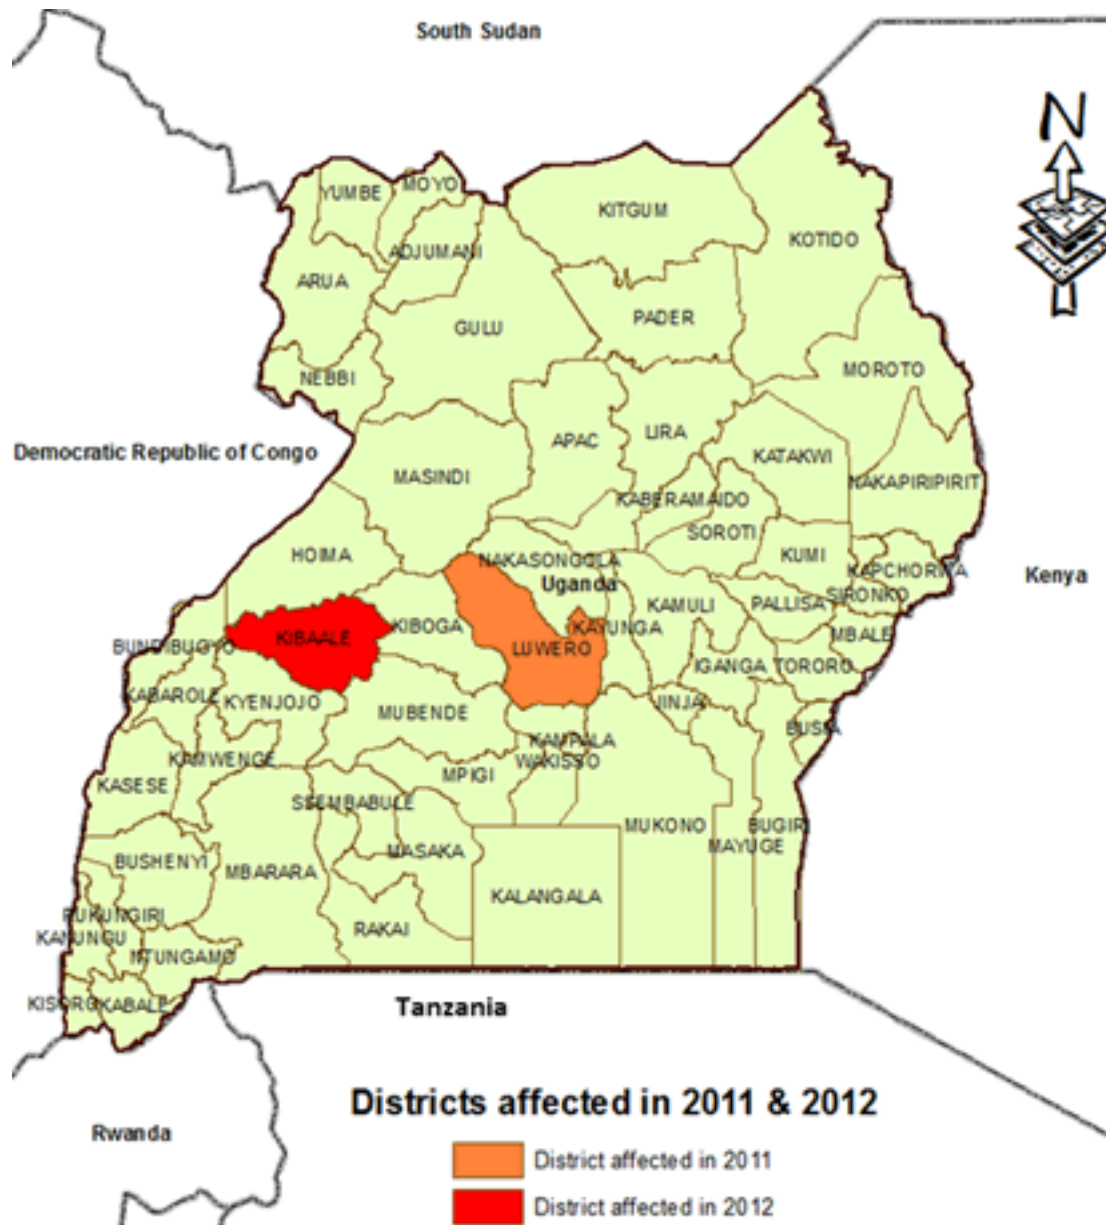 South Sudan
N
YUMBE
MOYO
KITGUM
KOTIDO
ADJUMANI
ARUA
GULU
PADER
NEBBI
MOROTO
Democratic Republic of Congo
MASINDI
APAC
LIRA
KATAKWI
NAKAPIRIPIRIT
KABERAMAIDO
SOROTI
HOIMA
NAKASONGOLA
KUMI
KAPCHORWA
Uganda
Kenya
SIRONKO
KAMULI
PALLISA
KIBAALE
KIBOGA
KAYUNGA
MBALE
BUNDIBUGYO
LUWERO
IGANGA
TORORO
KABAROLE
KYENJOJO
MUBENDE
JINJA
BUSIA
KAMWENGE
KAMPALA
WAKISSO
KASESE
MPIGI
SSEMBABULE
MUKONO
BUGIRI
MAYUGE
BUSHENYI
MBARARA
MASAKA
KALANGALA
RUKUNGIRI
KANUNGU
RAKAI
NTUNGAMO
KISORO
KABALE
Tanzania
Districts affected in 2011 & 2012
Rwanda
District affected in 2011
District affected in 2012